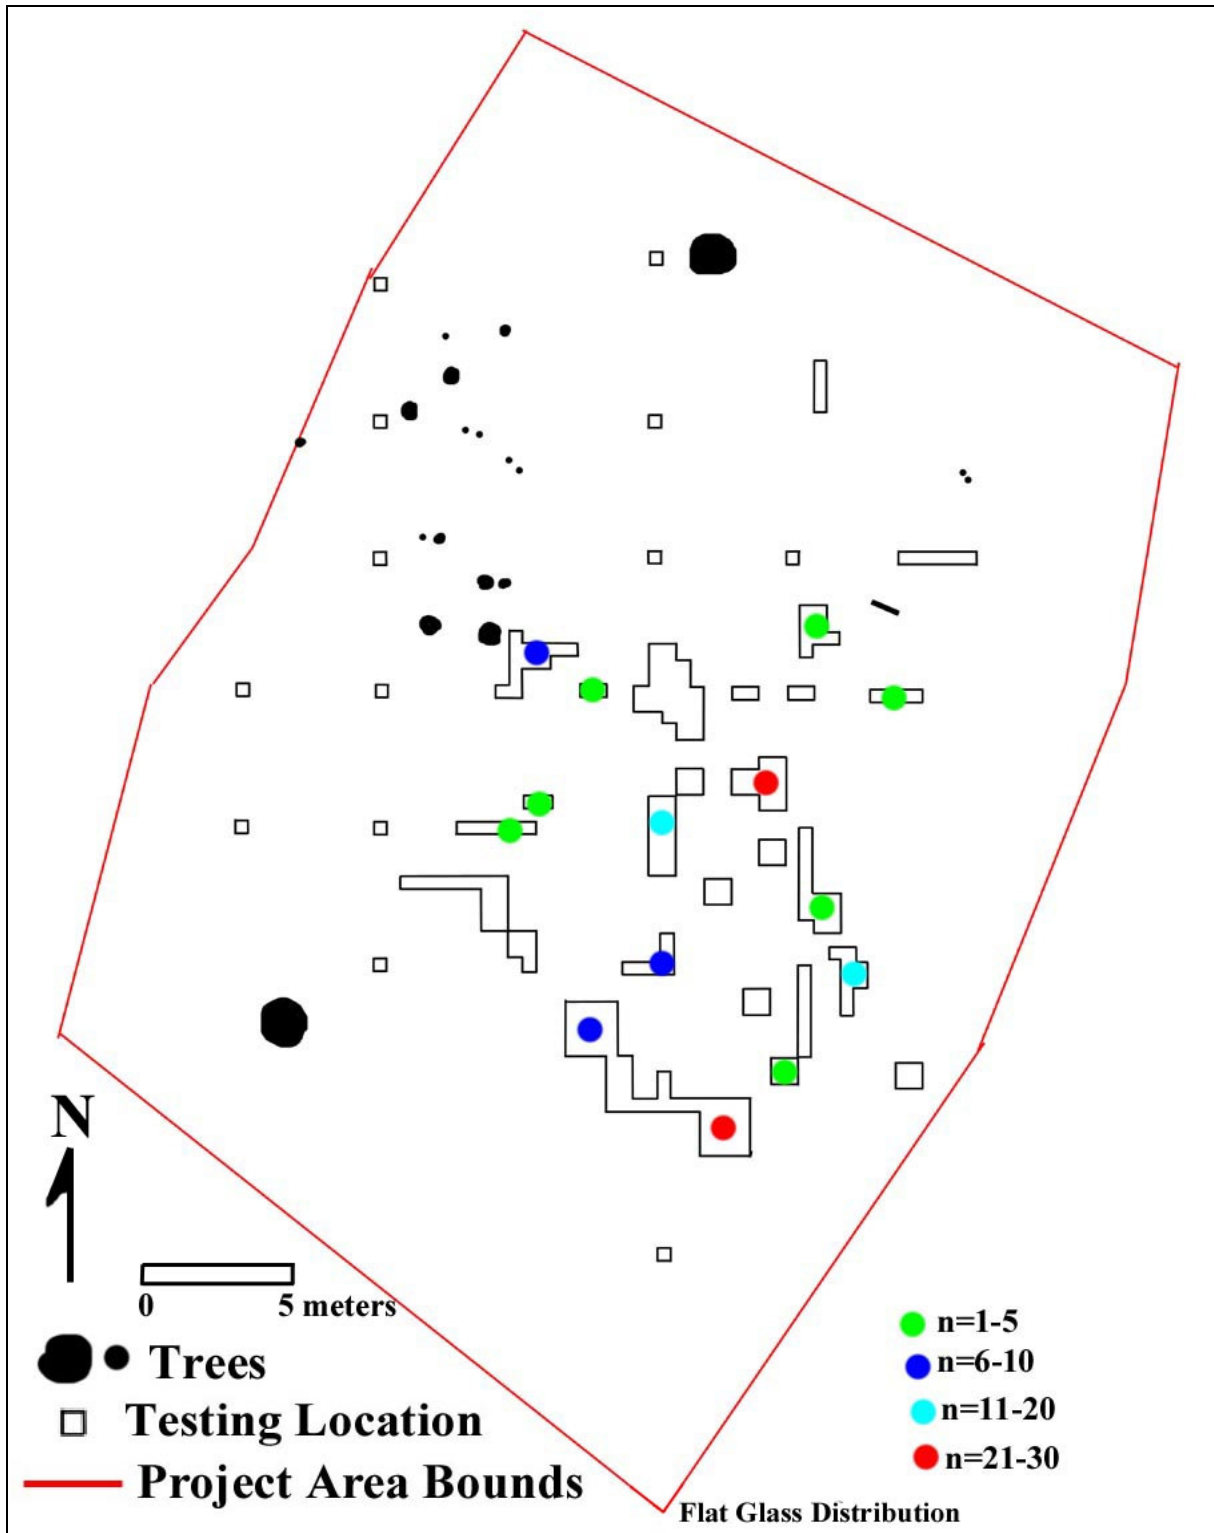 N
0 5 meters
Trees
Testing Location
Project Area Bounds
n=1-5
n=6-10
n=11-20
n=21-30
Flat Glass Distribution